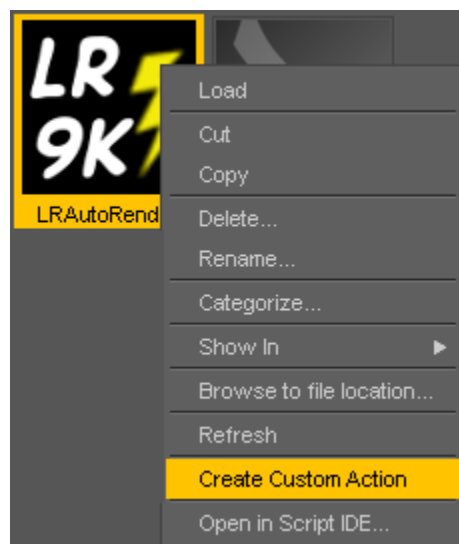 LR
9K
LRAutoRend
Load
Cut
Copy
Delete...
Rename...
Categorize...
Show In
Browse to file location...
Refresh
Create Custom Action
Open in Script IDE...